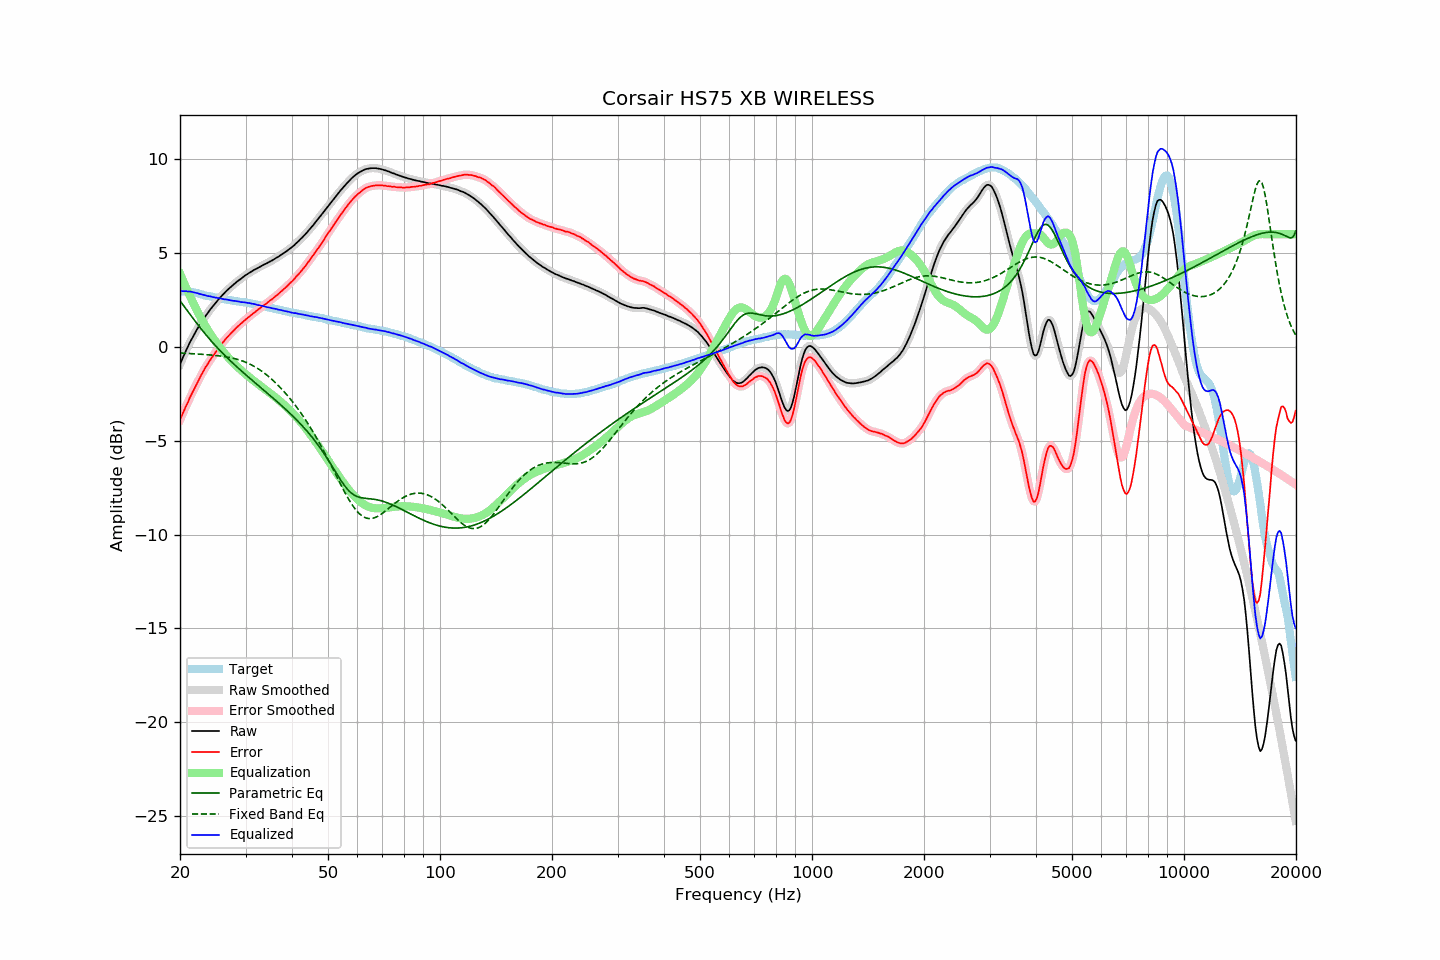 Corsair HS75 XB WIRELESS
Amplitude (dBr)
10
5
0
−5
−10
−15
−20
−25
Target
Raw Smoothed
Error Smoothed
Raw
Error
Equalization
Parametric Eq
Fixed Band Eq
Equalized
20
50
100
200
500
1000
2000
5000
10000
20000
Frequency (Hz)